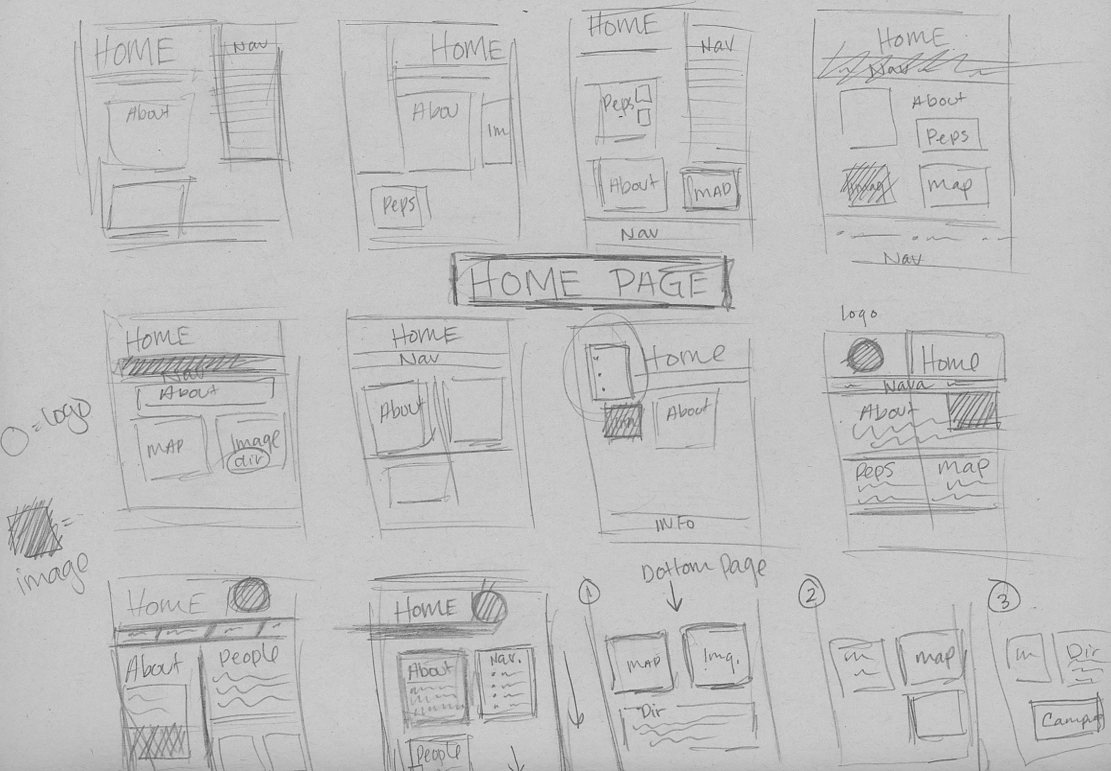 HOME
Nav
About
HOME
Abou
Im
Peps
HOME
Nav
Peps
About
MAP
Nav
HOME
Nav
About
Peps
Imag
Map
Nav
HOME PAGE
HOME
Nav
About
MAP
Image
dir
HOME
Nav
About
Home
About
INFO
logo
Home
Nava
About
Peps
Map
= logo
=
image
HOME
About
People
HOME
About
Nav.
People
Bottom Page
1
MAP
Img.
Dir
2
map
3
Dir
Campu